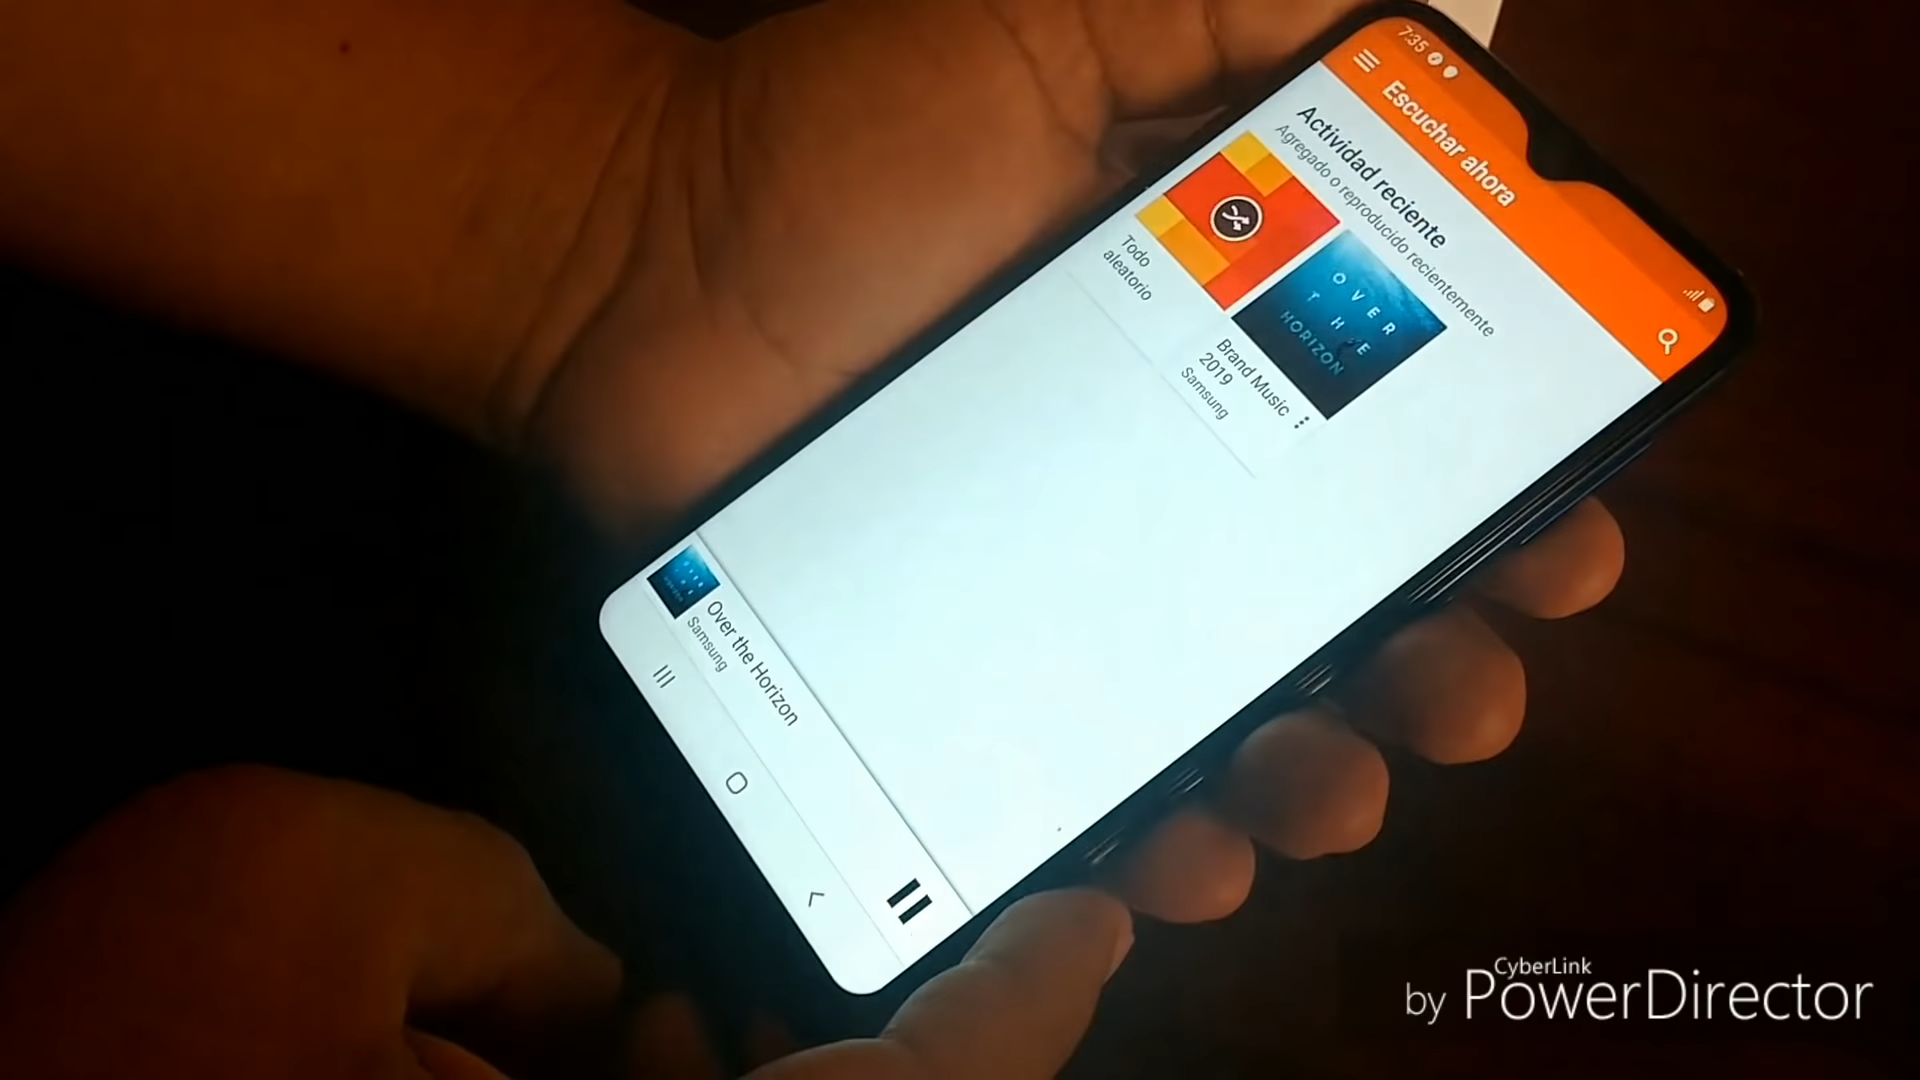 7:35
Escuchar ahora
Actividad reciente
Agregado o reproducido recientemente
Todo
aleatorio
OVER
THE
HORIZON
Brand Music
2019
Samsung
Over the Horizon
Samsung
CyberLink
by PowerDirector